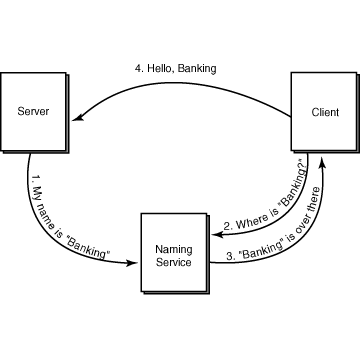 4. Hello, Banking
Server
Client
1. My name is "Banking"
2. Where is "Banking?"
3. "Banking" is over there
Naming
Service